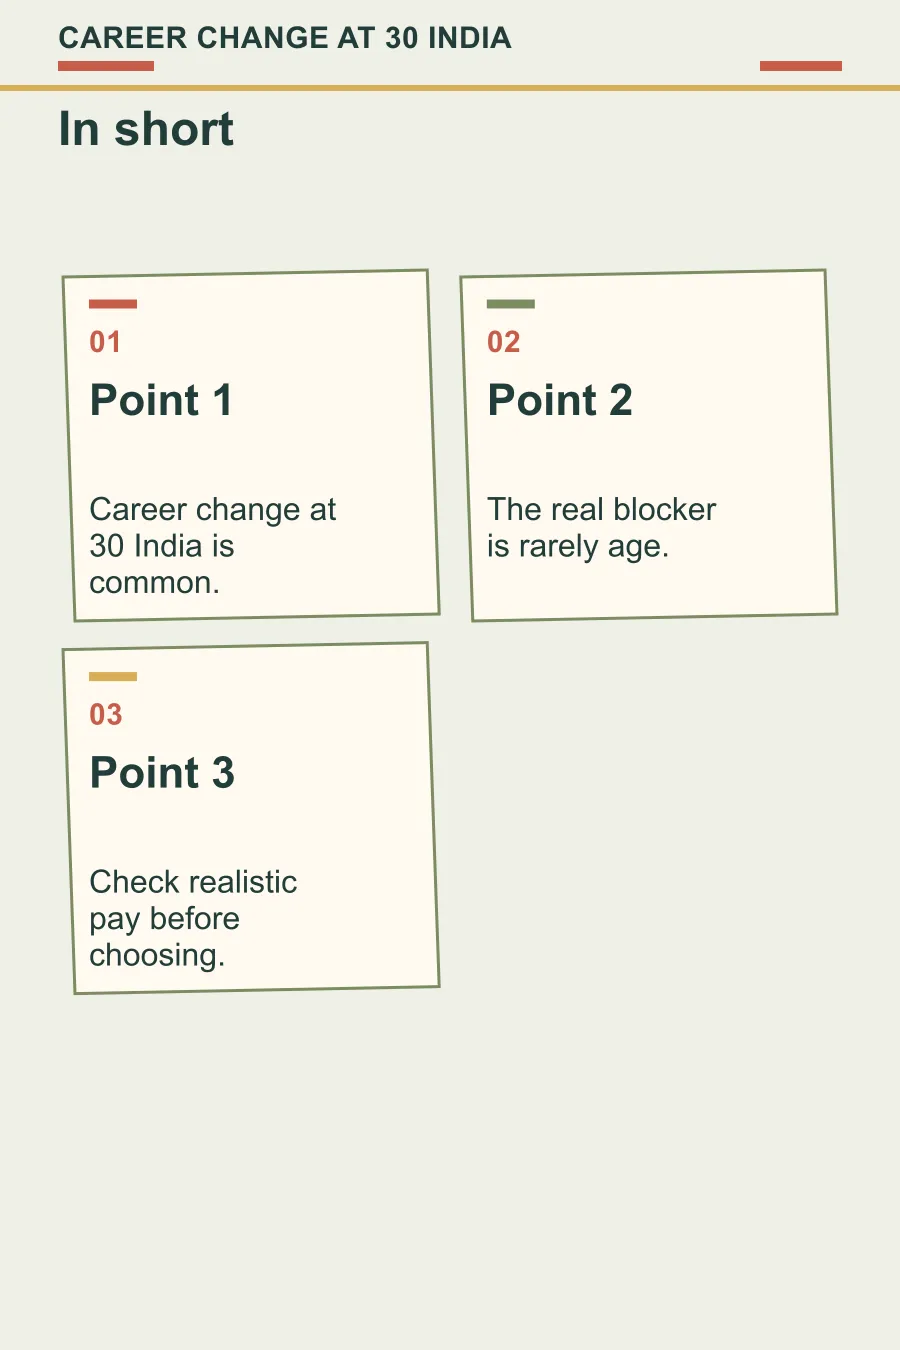 CAREER CHANGE AT 30 INDIA
In short
01
Point 1
Career change at
30 India is
common.
02
Point 2
The real blocker
is rarely age.
03
Point 3
Check realistic
pay before
choosing.